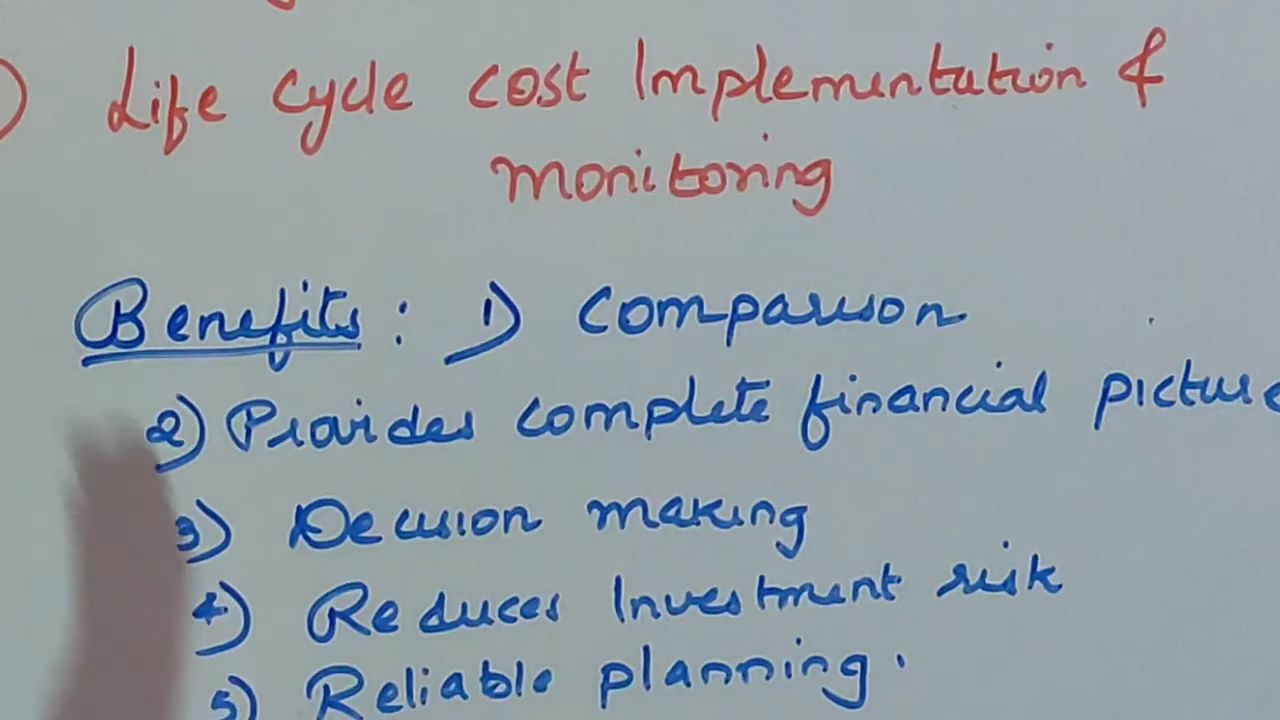 ) Life cycle cost Implementation &
monitoring
Benefits : 1) comparison
2) Provides complete financial picture
3) Decision making
4) Reduces Investment risk
5) Reliable planning.